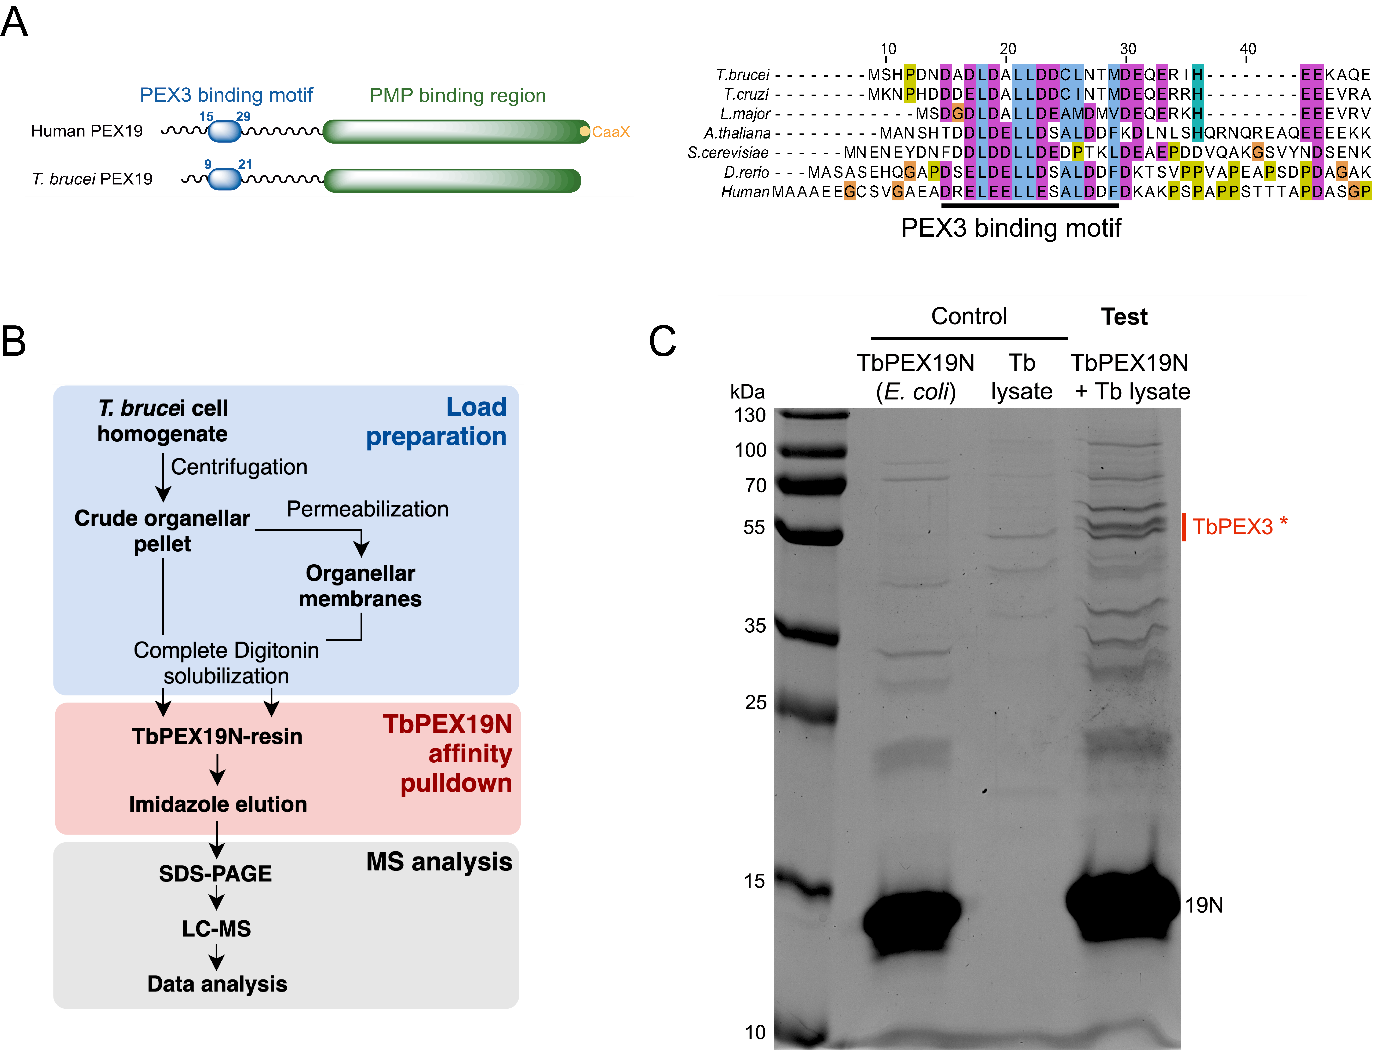 A
PEX3 binding motif
PMP binding region
15 29
Human PEX19
CaaX
9 21
T. brucei PEX19
10 20 30 40
T.brucei - - - - - - - - MSHPDNDADLDALLDDCLNTMDEQERIH - - - - - - - - EEKAQE
T.cruzi - - - - - - - - MKNPHDDDELDALLDDCINTMDEQERRH - - - - - - - - EEEVRA
L.major - - - - - - - - - - - - MSDGDLDALLDEAMDMVDEQERKH - - - - - - - - EEEVRV
A.thaliana - - - - - - - - - MANSHTDDLDELLDSALDDFKDLNLSHQRNQREAQEEEEKK
S.cerevisiae - - - - - - MNENEYDNFDDLDDLLDEDPTKLDEAEPDDVQAKGSVYNDSENK
D.rerio - - - MASASEHQGAPDSELDELLDSALDDFDKTSVPPVAPEAPSDPDAGAK
Human MAAAEEGCSVGAEADRELEELLESALDDFDKAKPSPAPPSTTTAPDASGP
PEX3 binding motif
B
T. brucei cell
homogenate
Load
preparation
Centrifugation
Crude organellar
pellet
Permeabilization
Organellar
membranes
Complete Digitonin
solubilization
TbPEX19N-resin
TbPEX19N
affinity
pulldown
Imidazole elution
MS analysis
SDS-PAGE
LC-MS
Data analysis
C
Control
Test
TbPEX19N
(E. coli)
Tb
lysate
TbPEX19N
+ Tb lysate
kDa
130
100
70
55
35
25
15
10
TbPEX3 *
19N